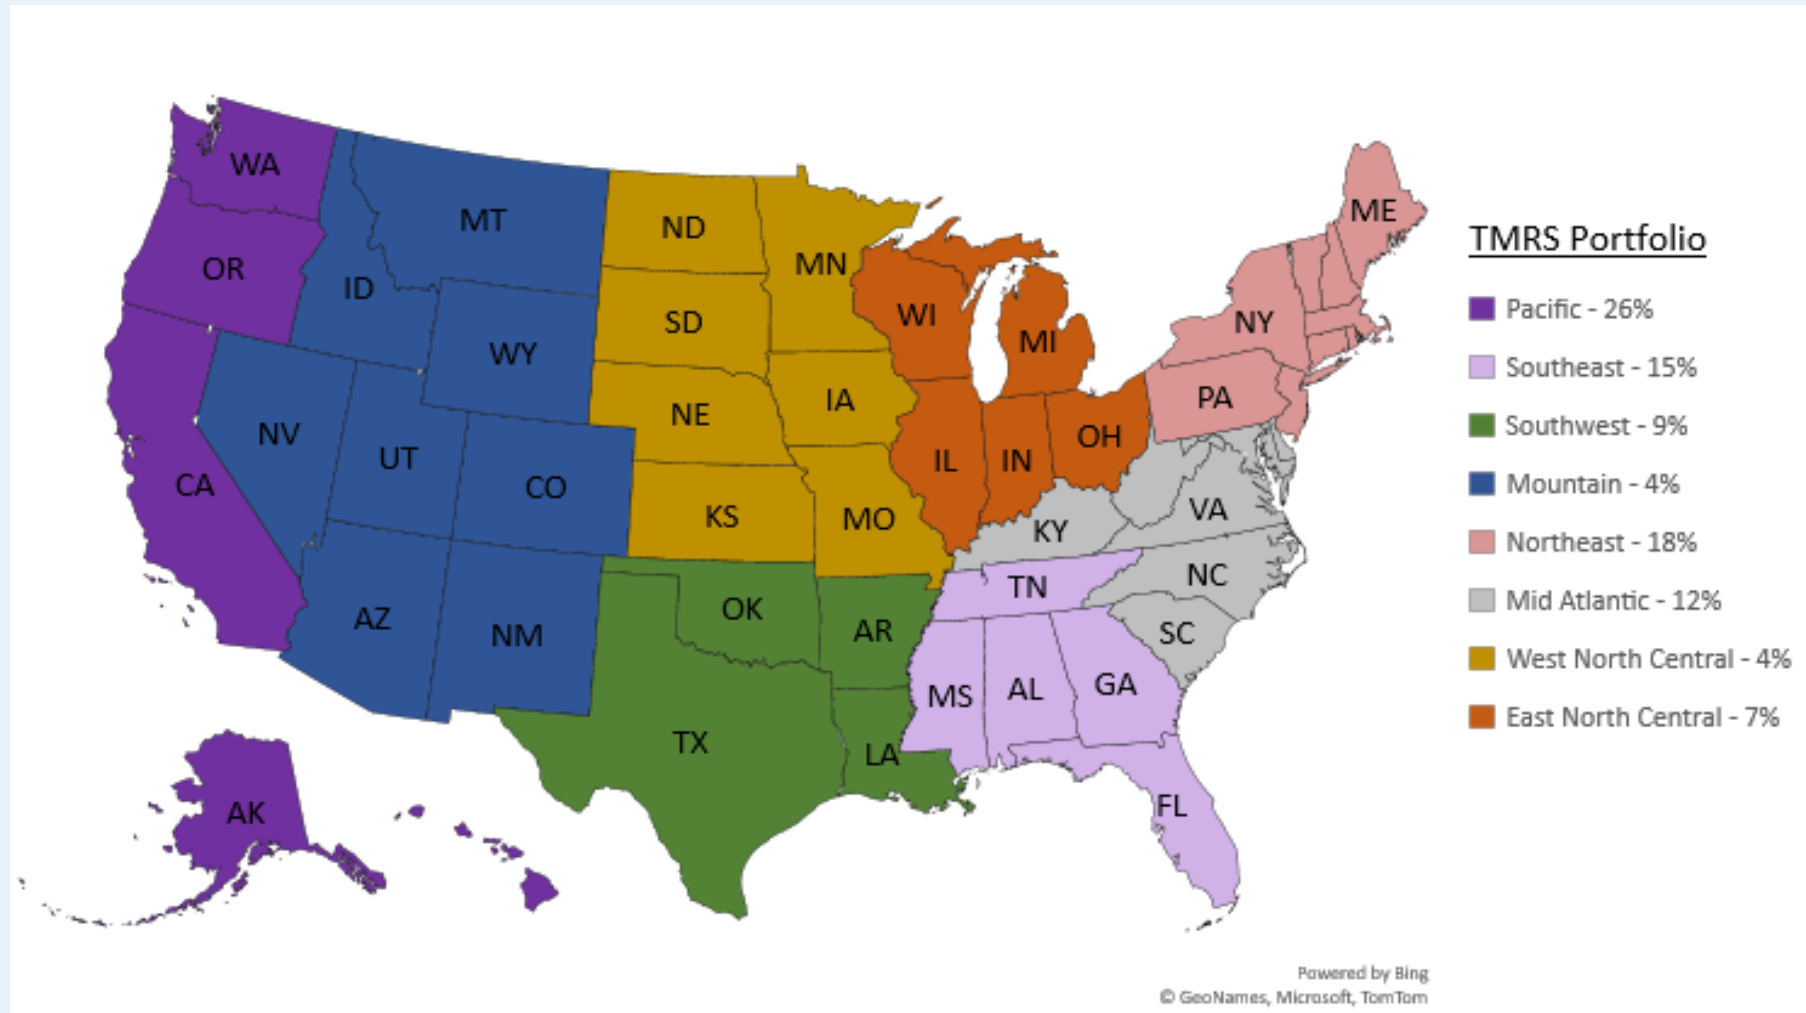 WA
MT
ND
ME
TMRS Portfolio
OR
MN
ID
SD
WI
NY
Pacific - 26%
WY
MI
Southeast - 15%
NE
IA
PA
Southwest - 9%
NV
UT
OH
CA
CO
IL
IN
Mountain - 4%
KS
MO
KY
VA
Northeast - 18%
TN
NC
Mid Atlantic - 12%
AZ
NM
OK
AR
SC
West North Central - 4%
MS
AL
GA
East North Central - 7%
TX
LA
AK
FL
Powered by Bing
© GeoNames, Microsoft, TomTom